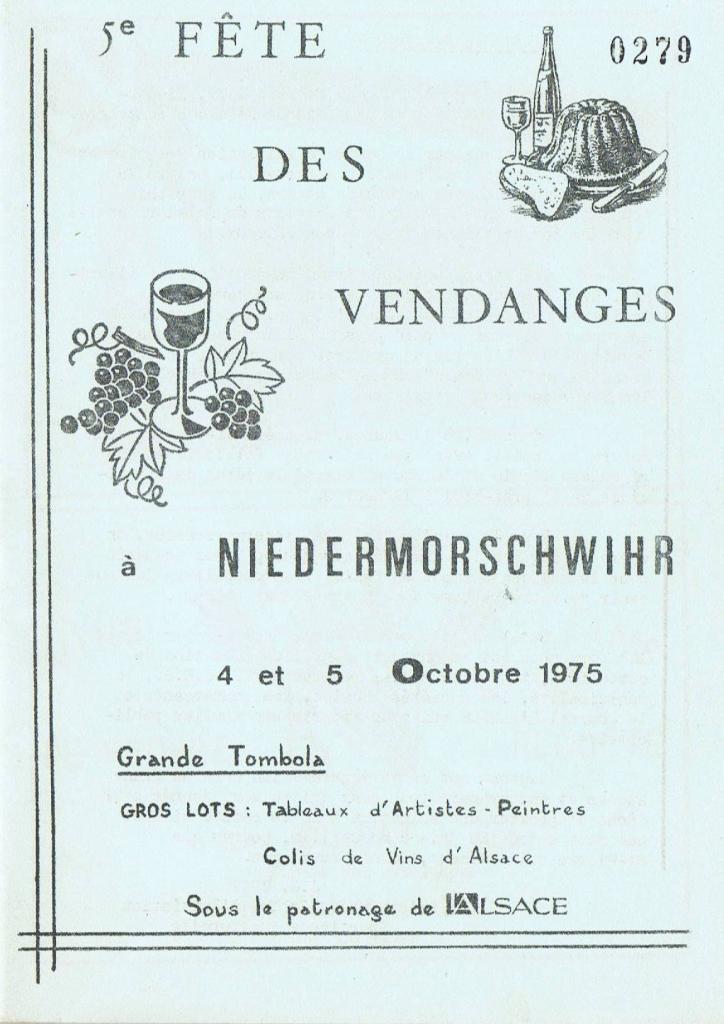 5e FÊTE
0279
DES
VENDANGES
à NIEDERMORSCHWIHR
4 et 5 Octobre 1975
Grande Tombola
GROS LOTS : Tableaux d'Artistes - Peintres
Colis de Vins d'Alsace
Sous le patronage de L'ALSACE